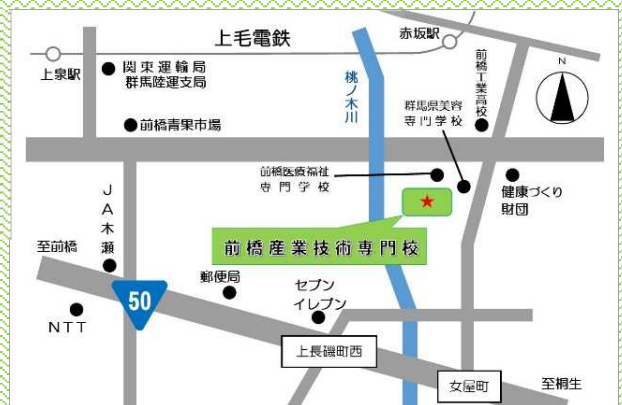 上毛電鉄
赤坂駅
上泉駅
関東運輸局
群馬陸運支局
前橋青果市場
桃ノ木川
前橋工業高校
群馬県美容
専門学校
N
前橋医療福祉
専門学校
健康づくり
財団
JA木瀬
前橋産業技術専門校
至前橋
50
郵便局
セブン
イレブン
NTT
上長磯町西
女屋町
至桐生